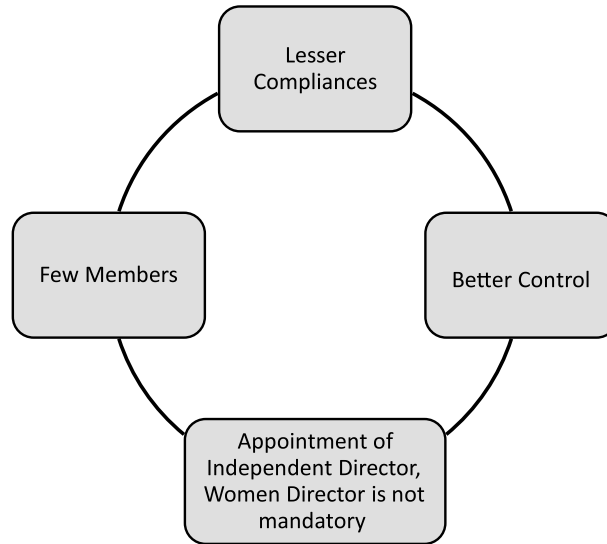 Lesser
Compliances
Few Members
Better Control
Appointment of
Independent Director,
Women Director is not
mandatory